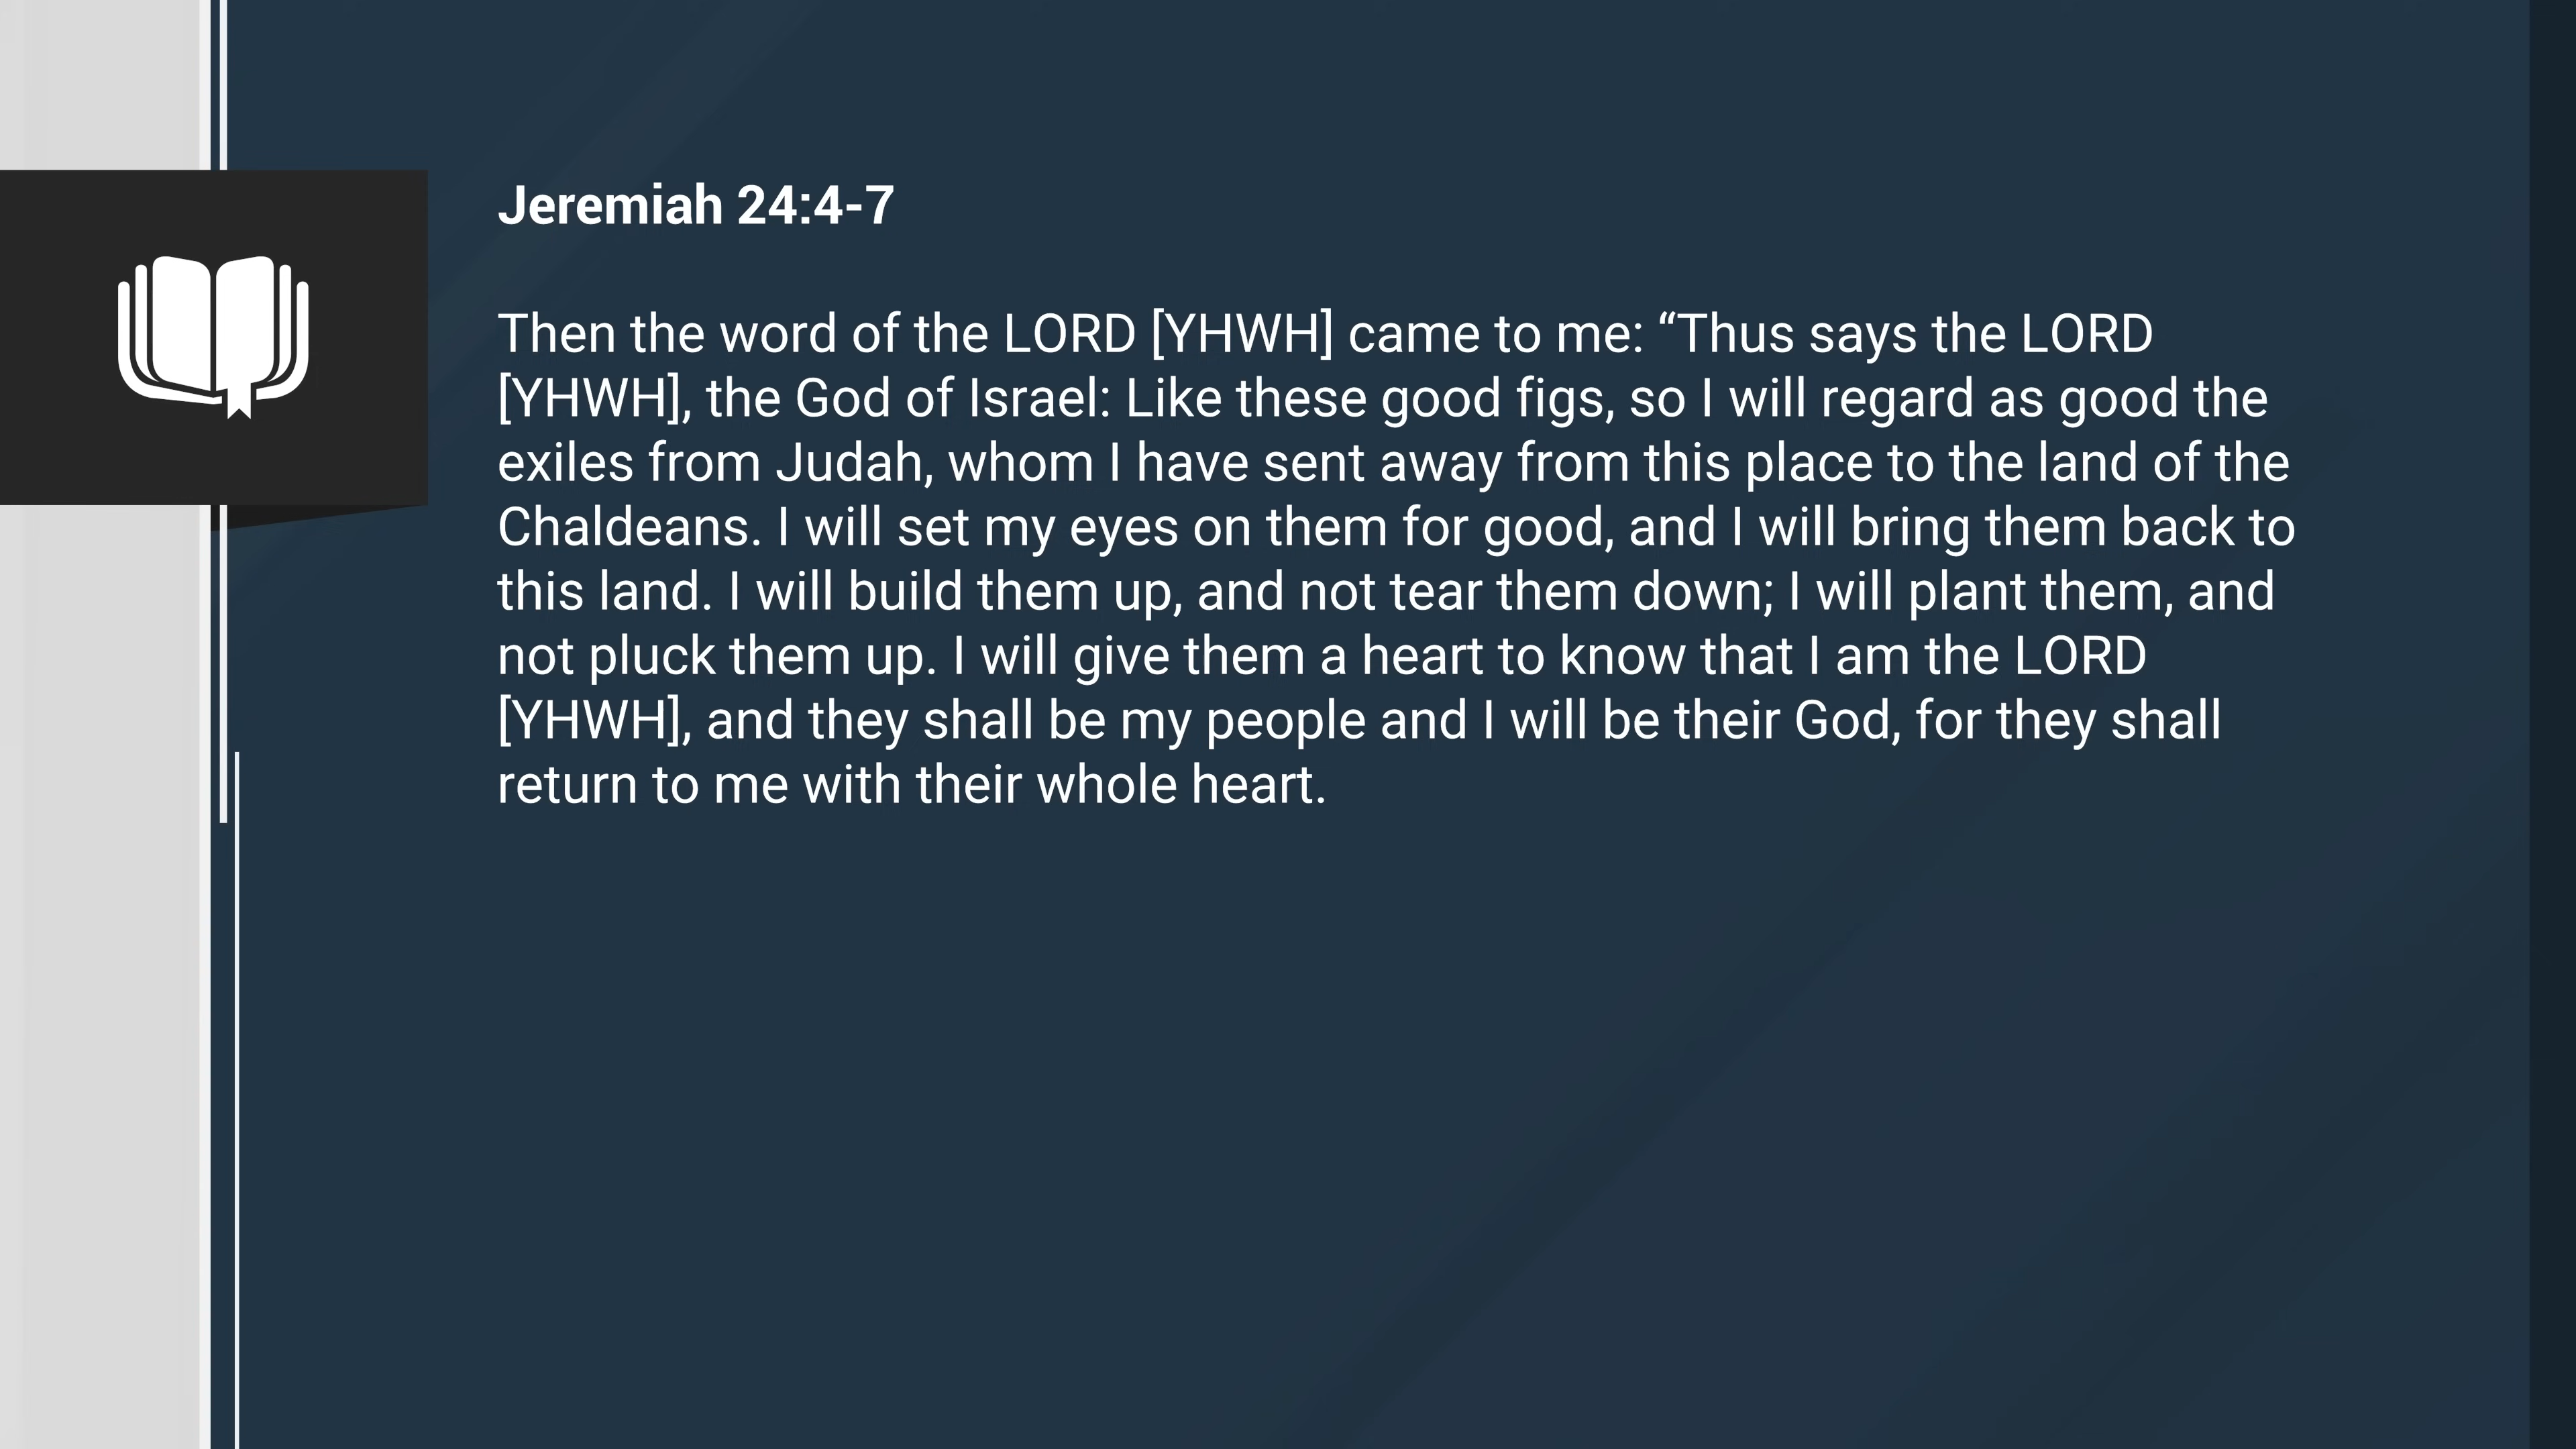 Jeremiah 24:4-7
Then the word of the LORD [YHWH] came to me: “Thus says the LORD
[YHWH], the God of Israel: Like these good figs, so I will regard as good the
exiles from Judah, whom I have sent away from this place to the land of the
Chaldeans. I will set my eyes on them for good, and I will bring them back to
this land. I will build them up, and not tear them down; I will plant them, and
not pluck them up. I will give them a heart to know that I am the LORD
[YHWH], and they shall be my people and I will be their God, for they shall
return to me with their whole heart.